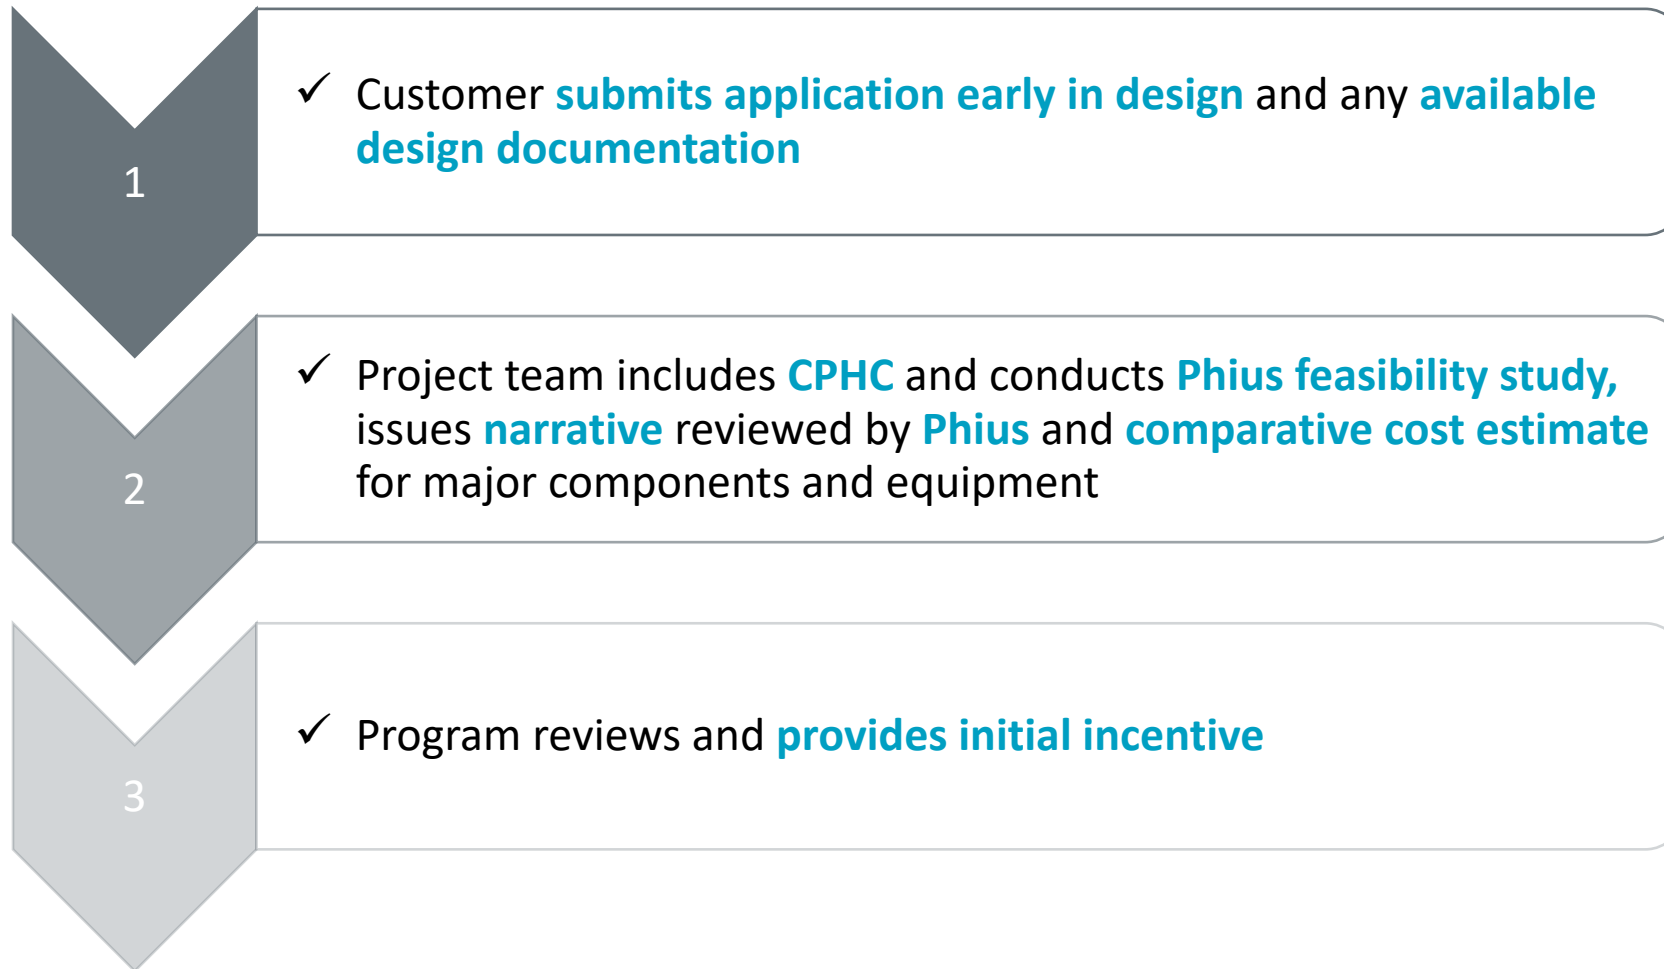 1
✓ Customer submits application early in design and any available
design documentation
2
✓ Project team includes CPHC and conducts Phius feasibility study,
issues narrative reviewed by Phius and comparative cost estimate
for major components and equipment
3
✓ Program reviews and provides initial incentive